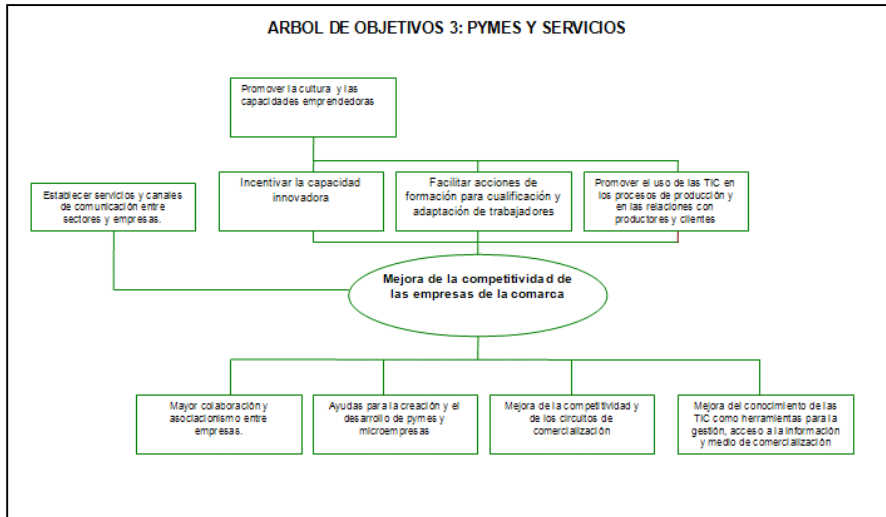 ARBOL DE OBJETIVOS 3: PYMES Y SERVICIOS
Promover la cultura y las
capacidades emprendedoras
Establecer servicios y canales
de comunicación entre
sectores y empresas.
Incentivar la capacidad
innovadora
Facilitar acciones de
formación para cualificación y
adaptación de trabajadores
Promover el uso de las TIC en
los procesos de producción y
en las relaciones con
productores y clientes
Mejora de la competitividad de
las empresas de la comarca
Mayor colaboración y
asociacionismo entre
empresas.
Ayudas para la creación y el
desarrollo de pymes y
microempresas
Mejora de la competitividad y
de los circuitos de
comercialización
Mejora del conocimiento de las
TIC como herramientas para la
gestión, acceso a la información
y medio de comercialización